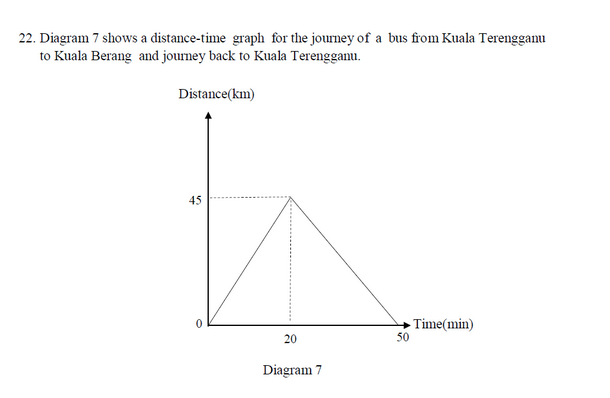 22. Diagram 7 shows a distance-time graph for the journey of a bus from Kuala Terengganu
to Kuala Berang and journey back to Kuala Terengganu.
Distance(km)
45
0
Time(min)
20
50
Diagram 7